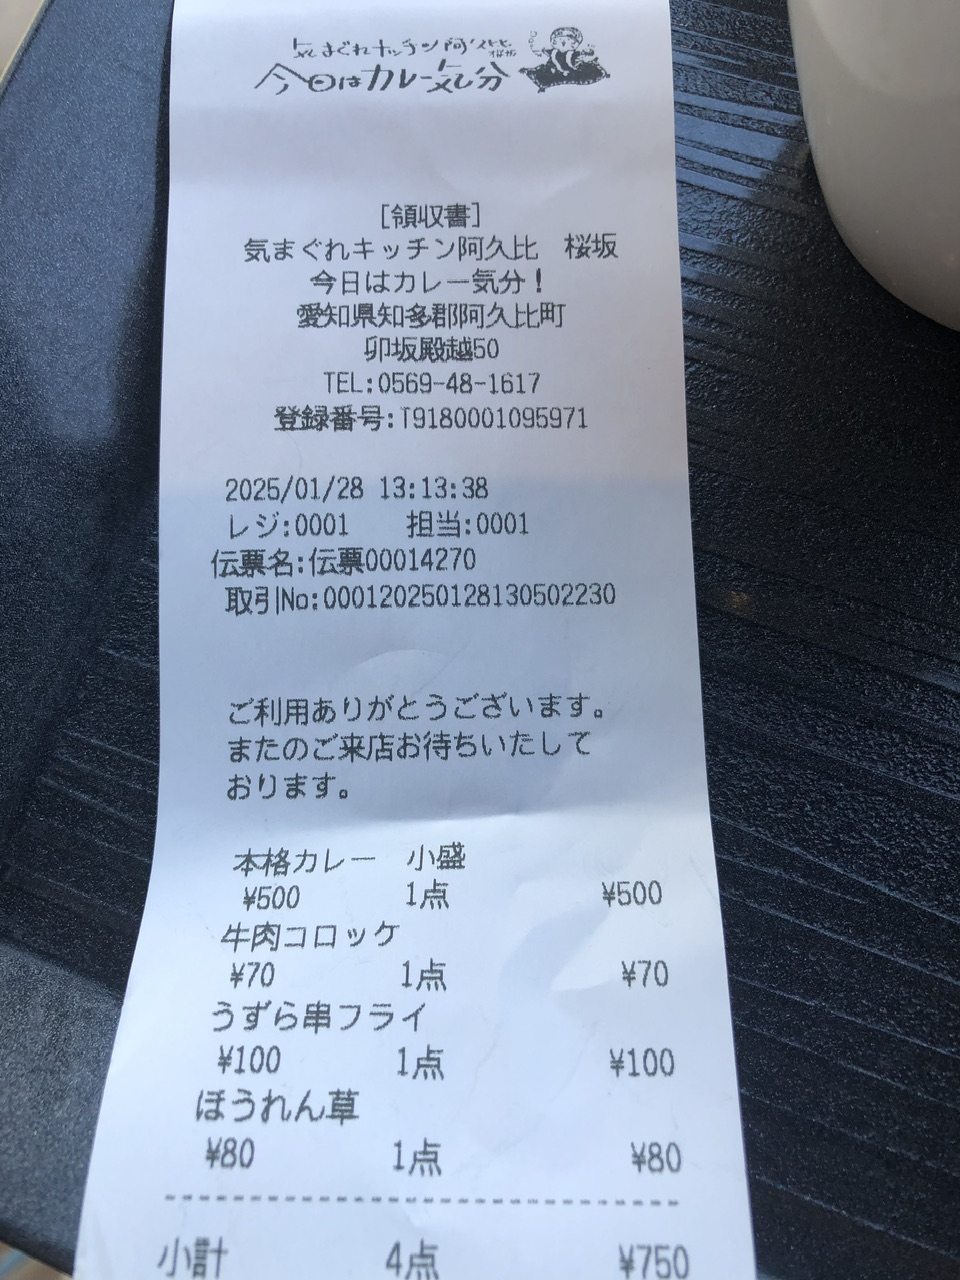 気まぐれキッチン阿久比 桜坂
今日はカレー気分
[領収書]
気まぐれキッチン阿久比　桜坂
今日はカレー気分！
愛知県知多郡阿久比町
卯坂殿越50
TEL:0569-48-1617
登録番号:T9180001095971
2025/01/28 13:13:38
レジ:0001 担当:0001
伝票名:伝票00014270
取引No:00012025012813050２230
ご利用ありがとうございます。
またのご来店お待ちいたして
おります。
本格カレー 小盛
¥500 1点 ¥500
牛肉コロッケ
¥70 1点 ¥70
うずら串フライ
¥100 1点 ¥100
ほうれん草
¥80 1点 ¥80
小計 4点 ¥750